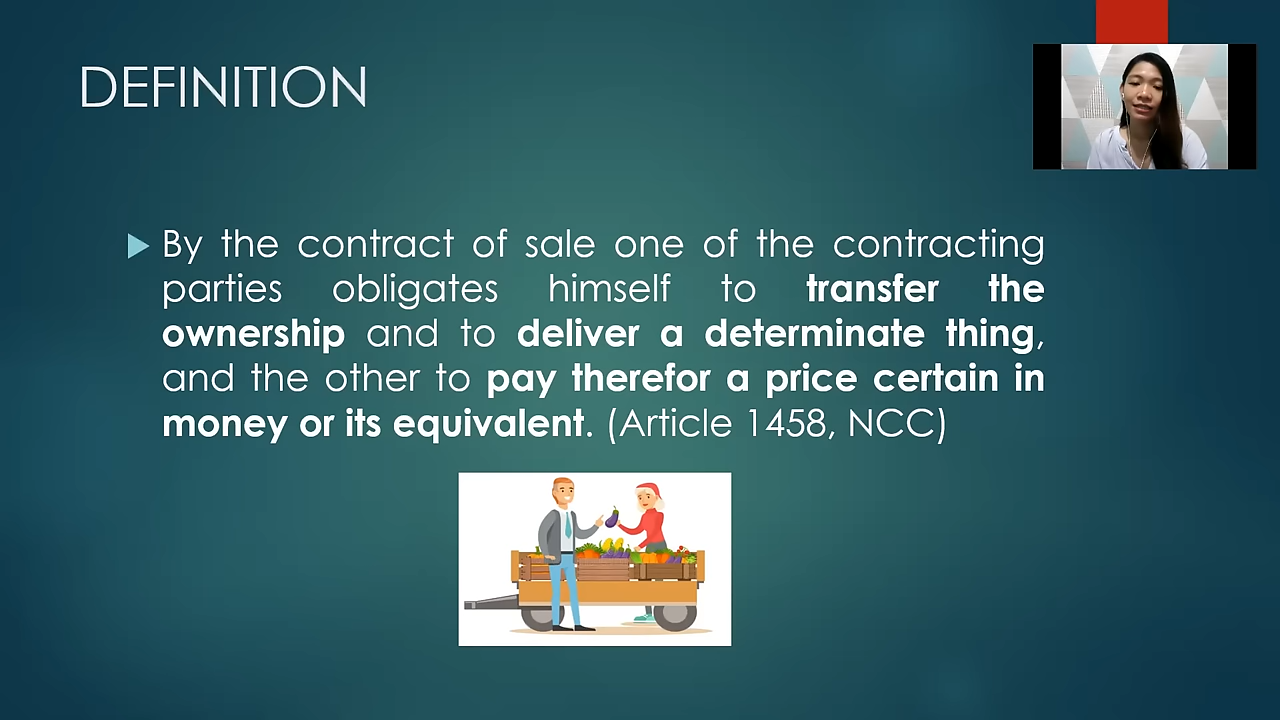 DEFINITION
By the contract of sale one of the contracting
parties obligates himself to transfer the
ownership and to deliver a determinate thing,
and the other to pay therefor a price certain in
money or its equivalent. (Article 1458, NCC)